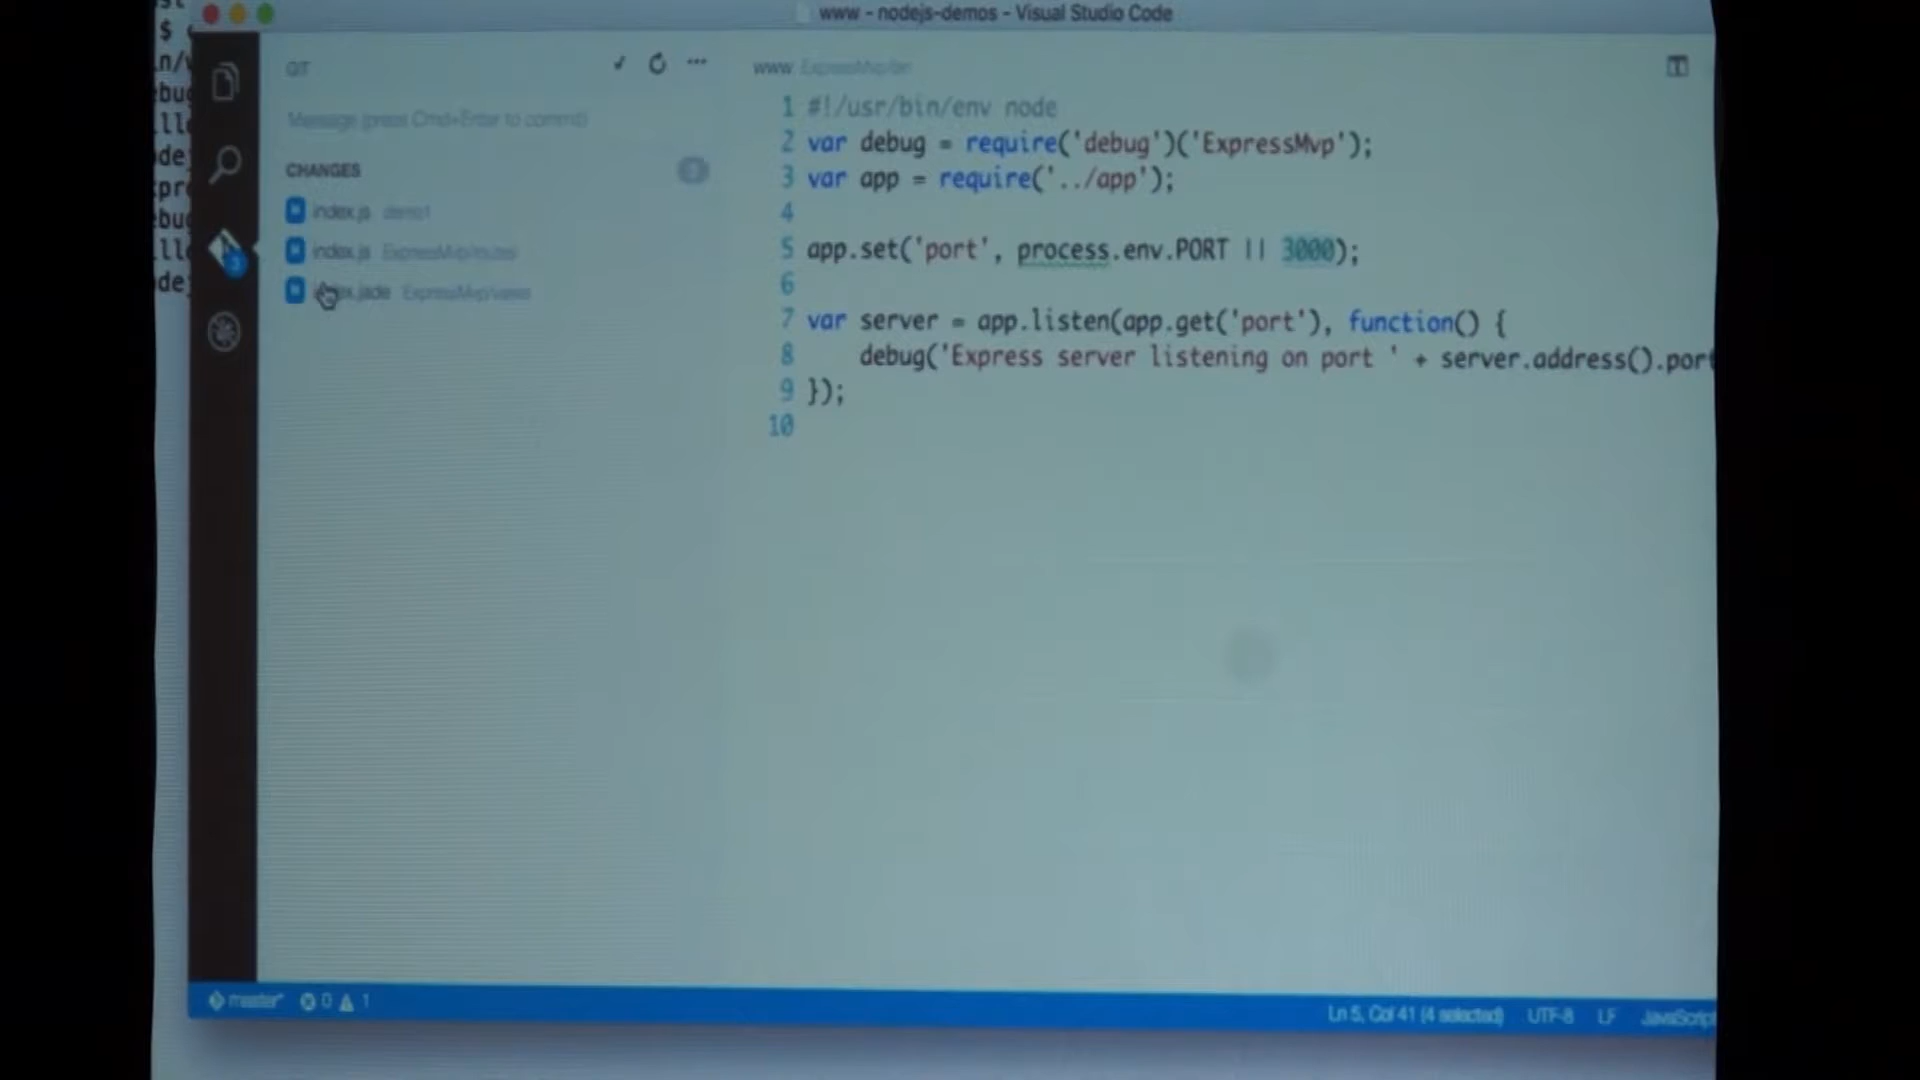 www - nodejs-demos - Visual Studio Code
GIT
Message (press Cmd+Enter to commit)
CHANGES
3
index.js demo1
index.js ExpressMvp/routes
index.jade ExpressMvp/views
3
www ExpressMvp/bin
1 #!/usr/bin/env node
2 var debug = require('debug')('ExpressMvp');
3 var app = require('../app');
4
5 app.set('port', process.env.PORT || 3000);
6
7 var server = app.listen(app.get('port'), function() {
8 debug('Express server listening on port ' + server.address().port
9 });
10
master* 0 1
Ln 5, Col 41 (4 selected) UTF-8 LF JavaScript